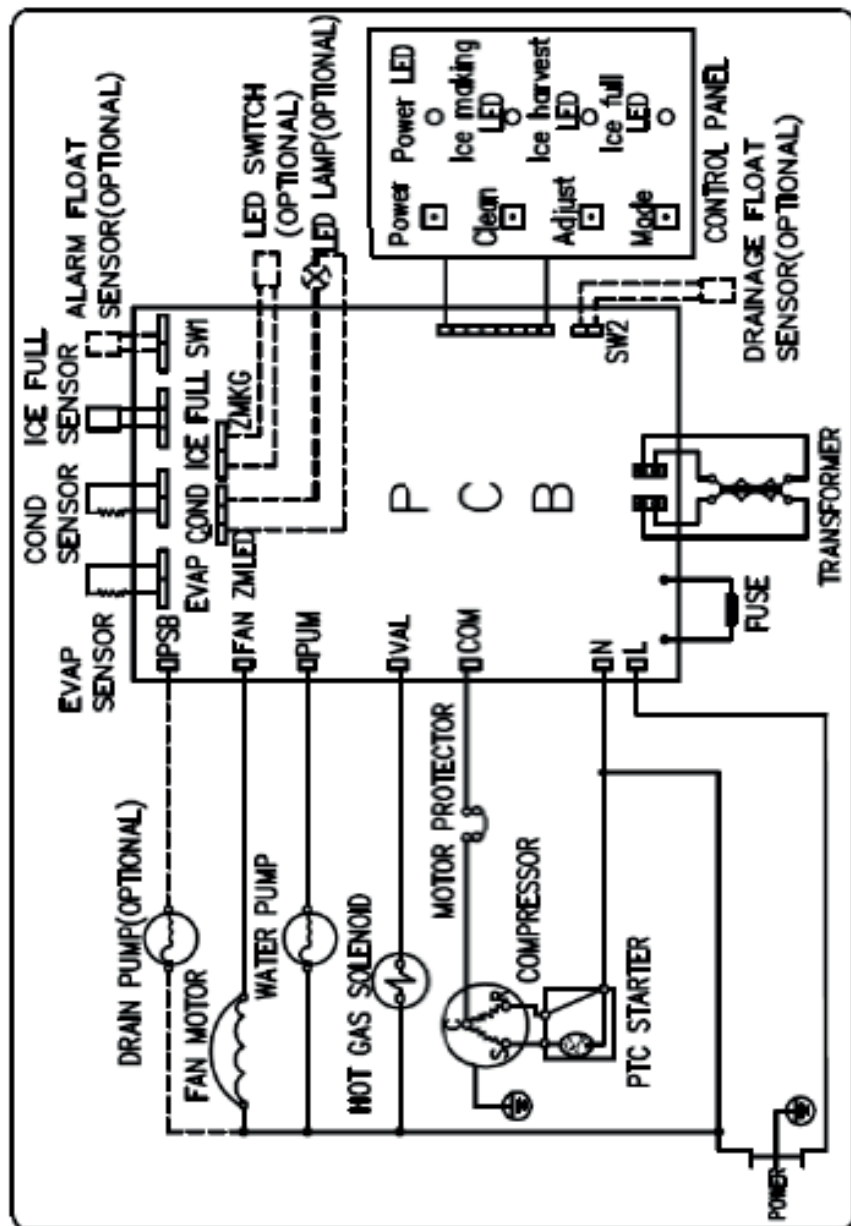 EVAP
SENSOR
COND
SENSOR
ICE FULL
SENSOR
ALARM FLOAT
SENSOR(OPTIONAL)
LED SWITCH
(OPTIONAL)
LED LAMP(OPTIONAL)
Power
Clean
Adjust
Mode
Power LED
Ice making
LED
Ice harvest
LED
Ice full
LED
CONTROL PANEL
EVAP
COND
ICE FULL
SW1
ZMLED
ZMKG
PSB
FAN
PUM
VAL
COM
N
L
PCB
SW2
DRAINAGE FLOAT
SENSOR(OPTIONAL)
TRANSFORMER
FUSE
DRAIN PUMP(OPTIONAL)
FAN MOTOR
WATER PUMP
HOT GAS SOLENOID
MOTOR PROTECTOR
COMPRESSOR
C
S
R
PTC STARTER
POWER